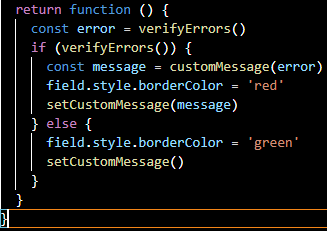 return function () {
const error = verifyErrors()
if (verifyErrors()) {
const message = customMessage(error)
field.style.borderColor = 'red'
setCustomMessage(message)
} else {
field.style.borderColor = 'green'
setCustomMessage()
}
}
}